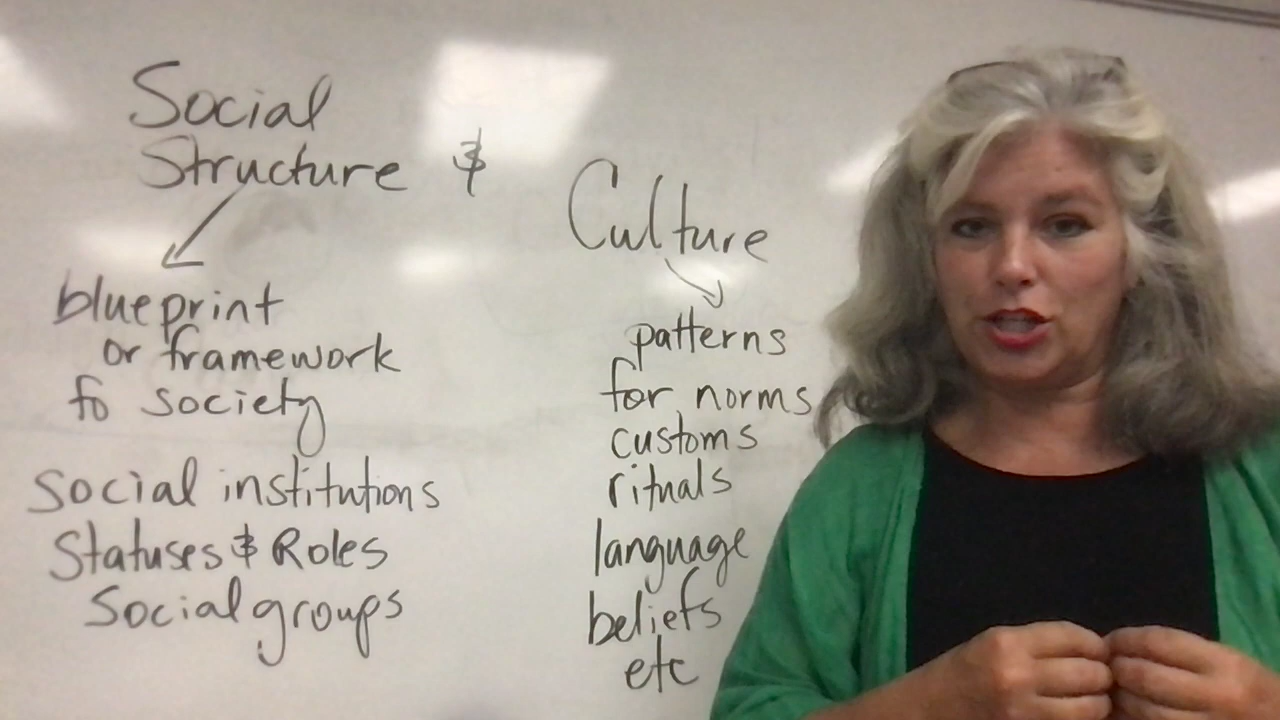 Social
Structure &
blueprint
or framework
fo society
social institutions
Statuses & Roles
Social groups
Culture
patterns
for norms
customs
rituals
language
beliefs
etc